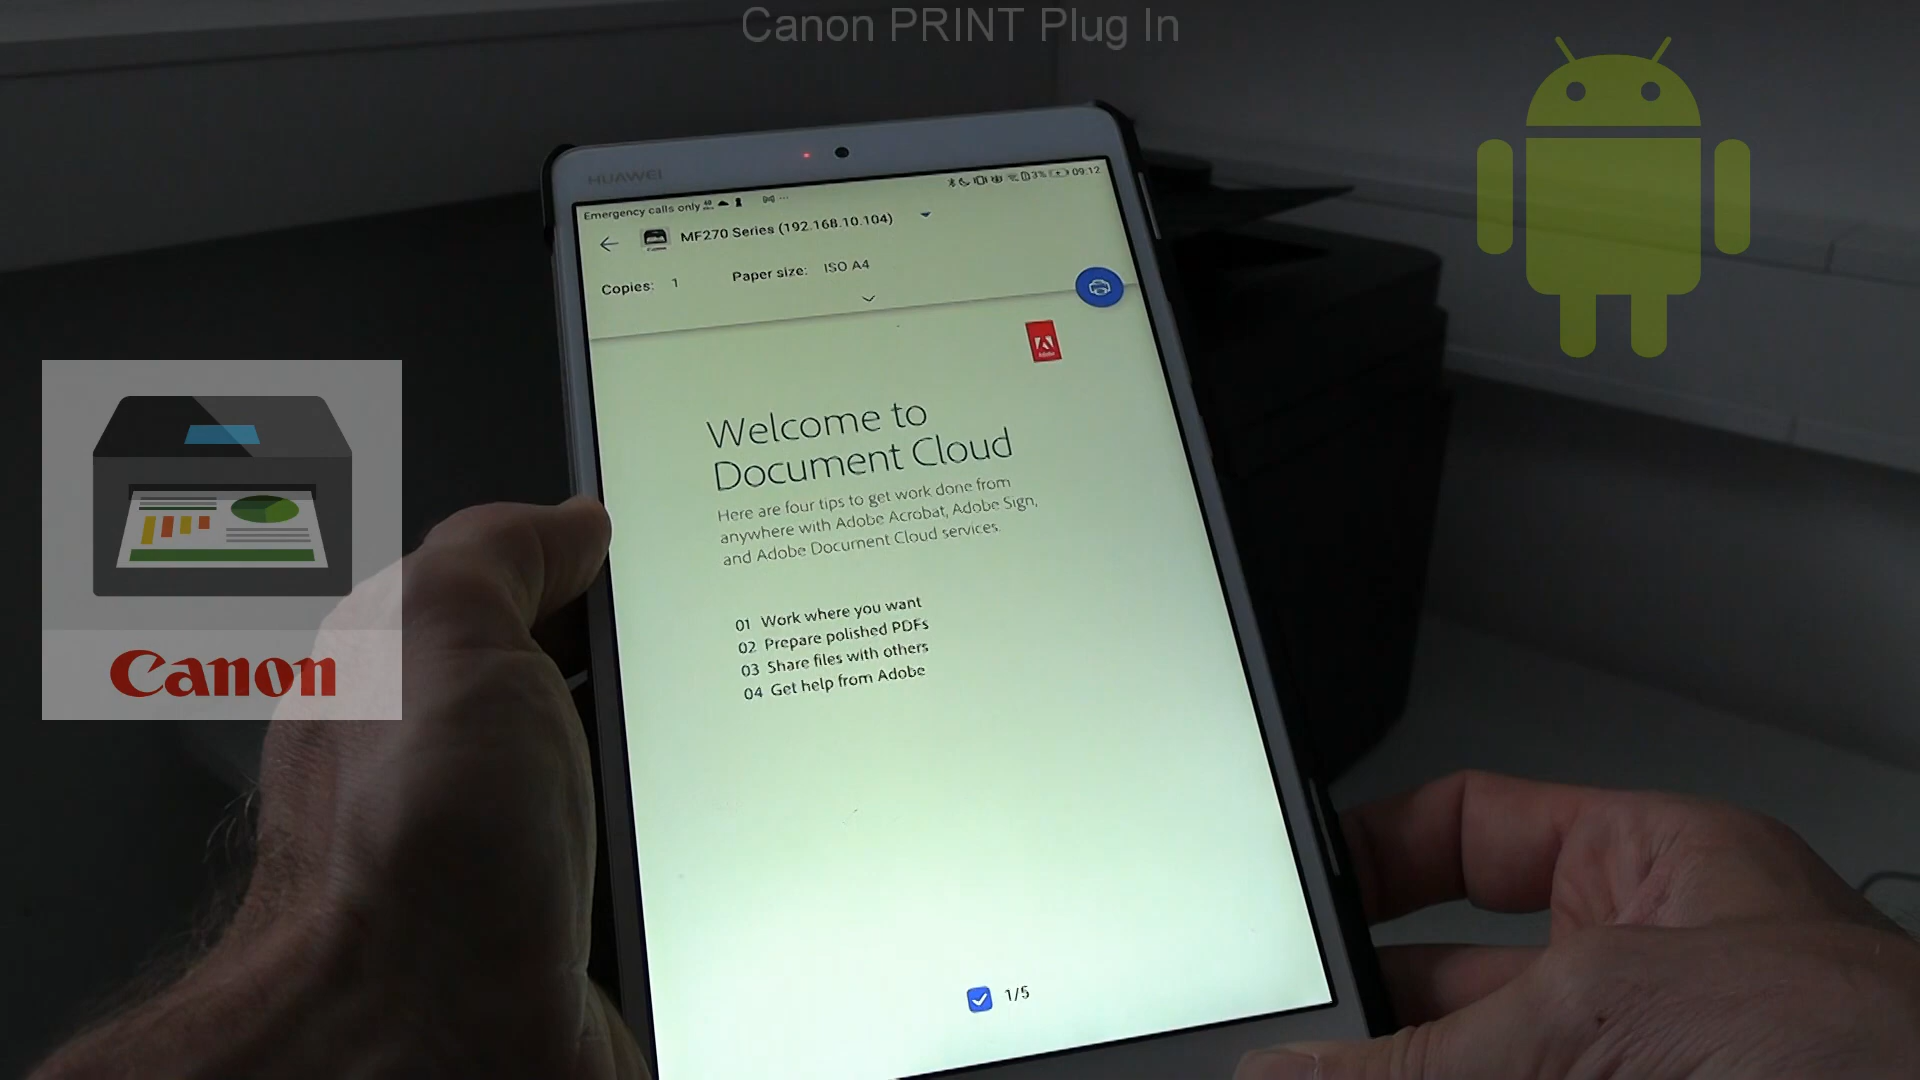 Canon PRINT Plug In
HUAWEI
Emergency calls only
3% 09:12
MF270 Series (192.168.10.104)
Copies: 1 Paper size: ISO A4
Adobe
Welcome to
Document Cloud
Here are four tips to get work done from
anywhere with Adobe Acrobat, Adobe Sign,
and Adobe Document Cloud services.
01 Work where you want
02 Prepare polished PDFs
03 Share files with others
04 Get help from Adobe
1/5
Canon